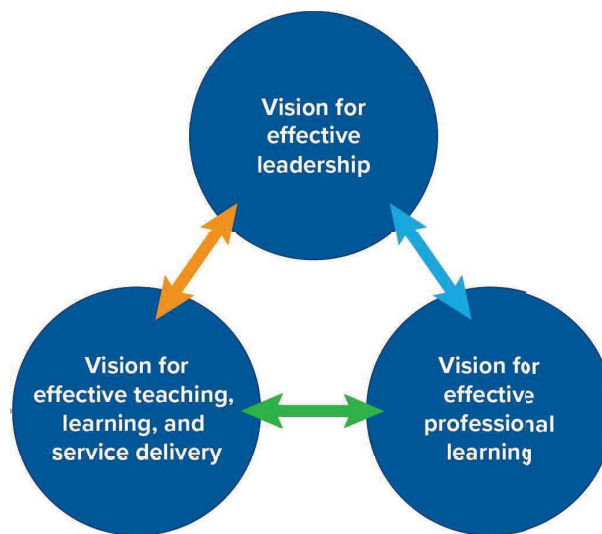 Vision for
effective
leadership
Vision for
effective teaching,
learning, and
service delivery
Vision for
effective
professional
learning